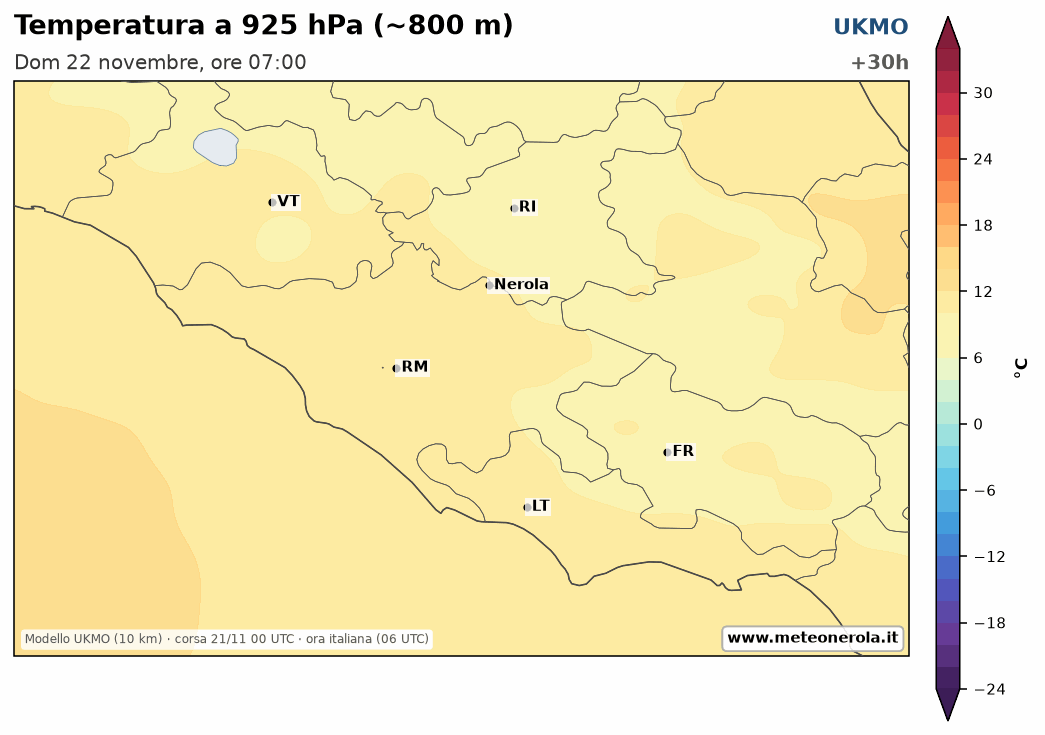 Temperatura a 925 hPa (~800 m)
UKMO
Dom 22 novembre, ore 07:00
+30h
VT
RI
Nerola
RM
FR
LT
30
24
18
12
6
0
−6
−12
−18
−24
°C
Modello UKMO (10 km) · corsa 21/11 00 UTC · ora italiana (06 UTC)
www.meteonerola.it